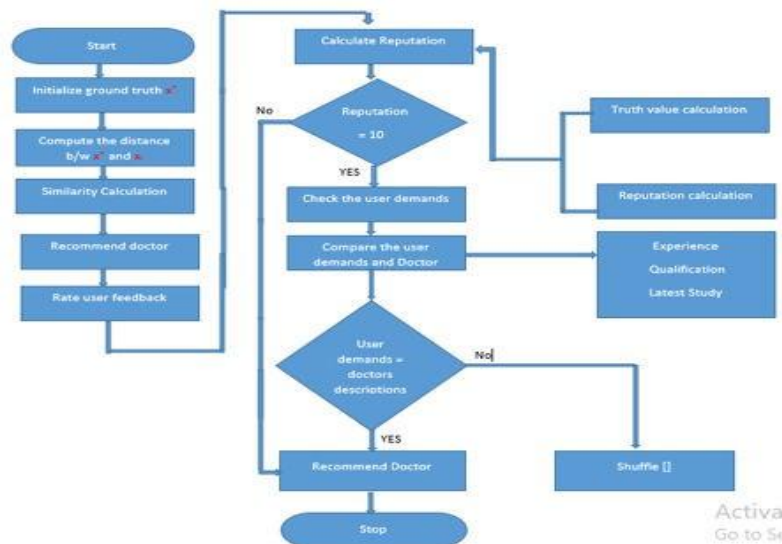 Start
Initialize ground truth x*
Compute the distance
b/w x* and xᵢ
Similarity Calculation
Recommend doctor
Rate user feedback
Calculate Reputation
Reputation
= 10
No
YES
Check the user demands
Compare the user
demands and Doctor
User
demands =
doctors
descriptions
No
YES
Recommend Doctor
Stop
Truth value calculation
Reputation calculation
Experience
Qualification
Latest Study
Shuffle []
Activa
Go to Se